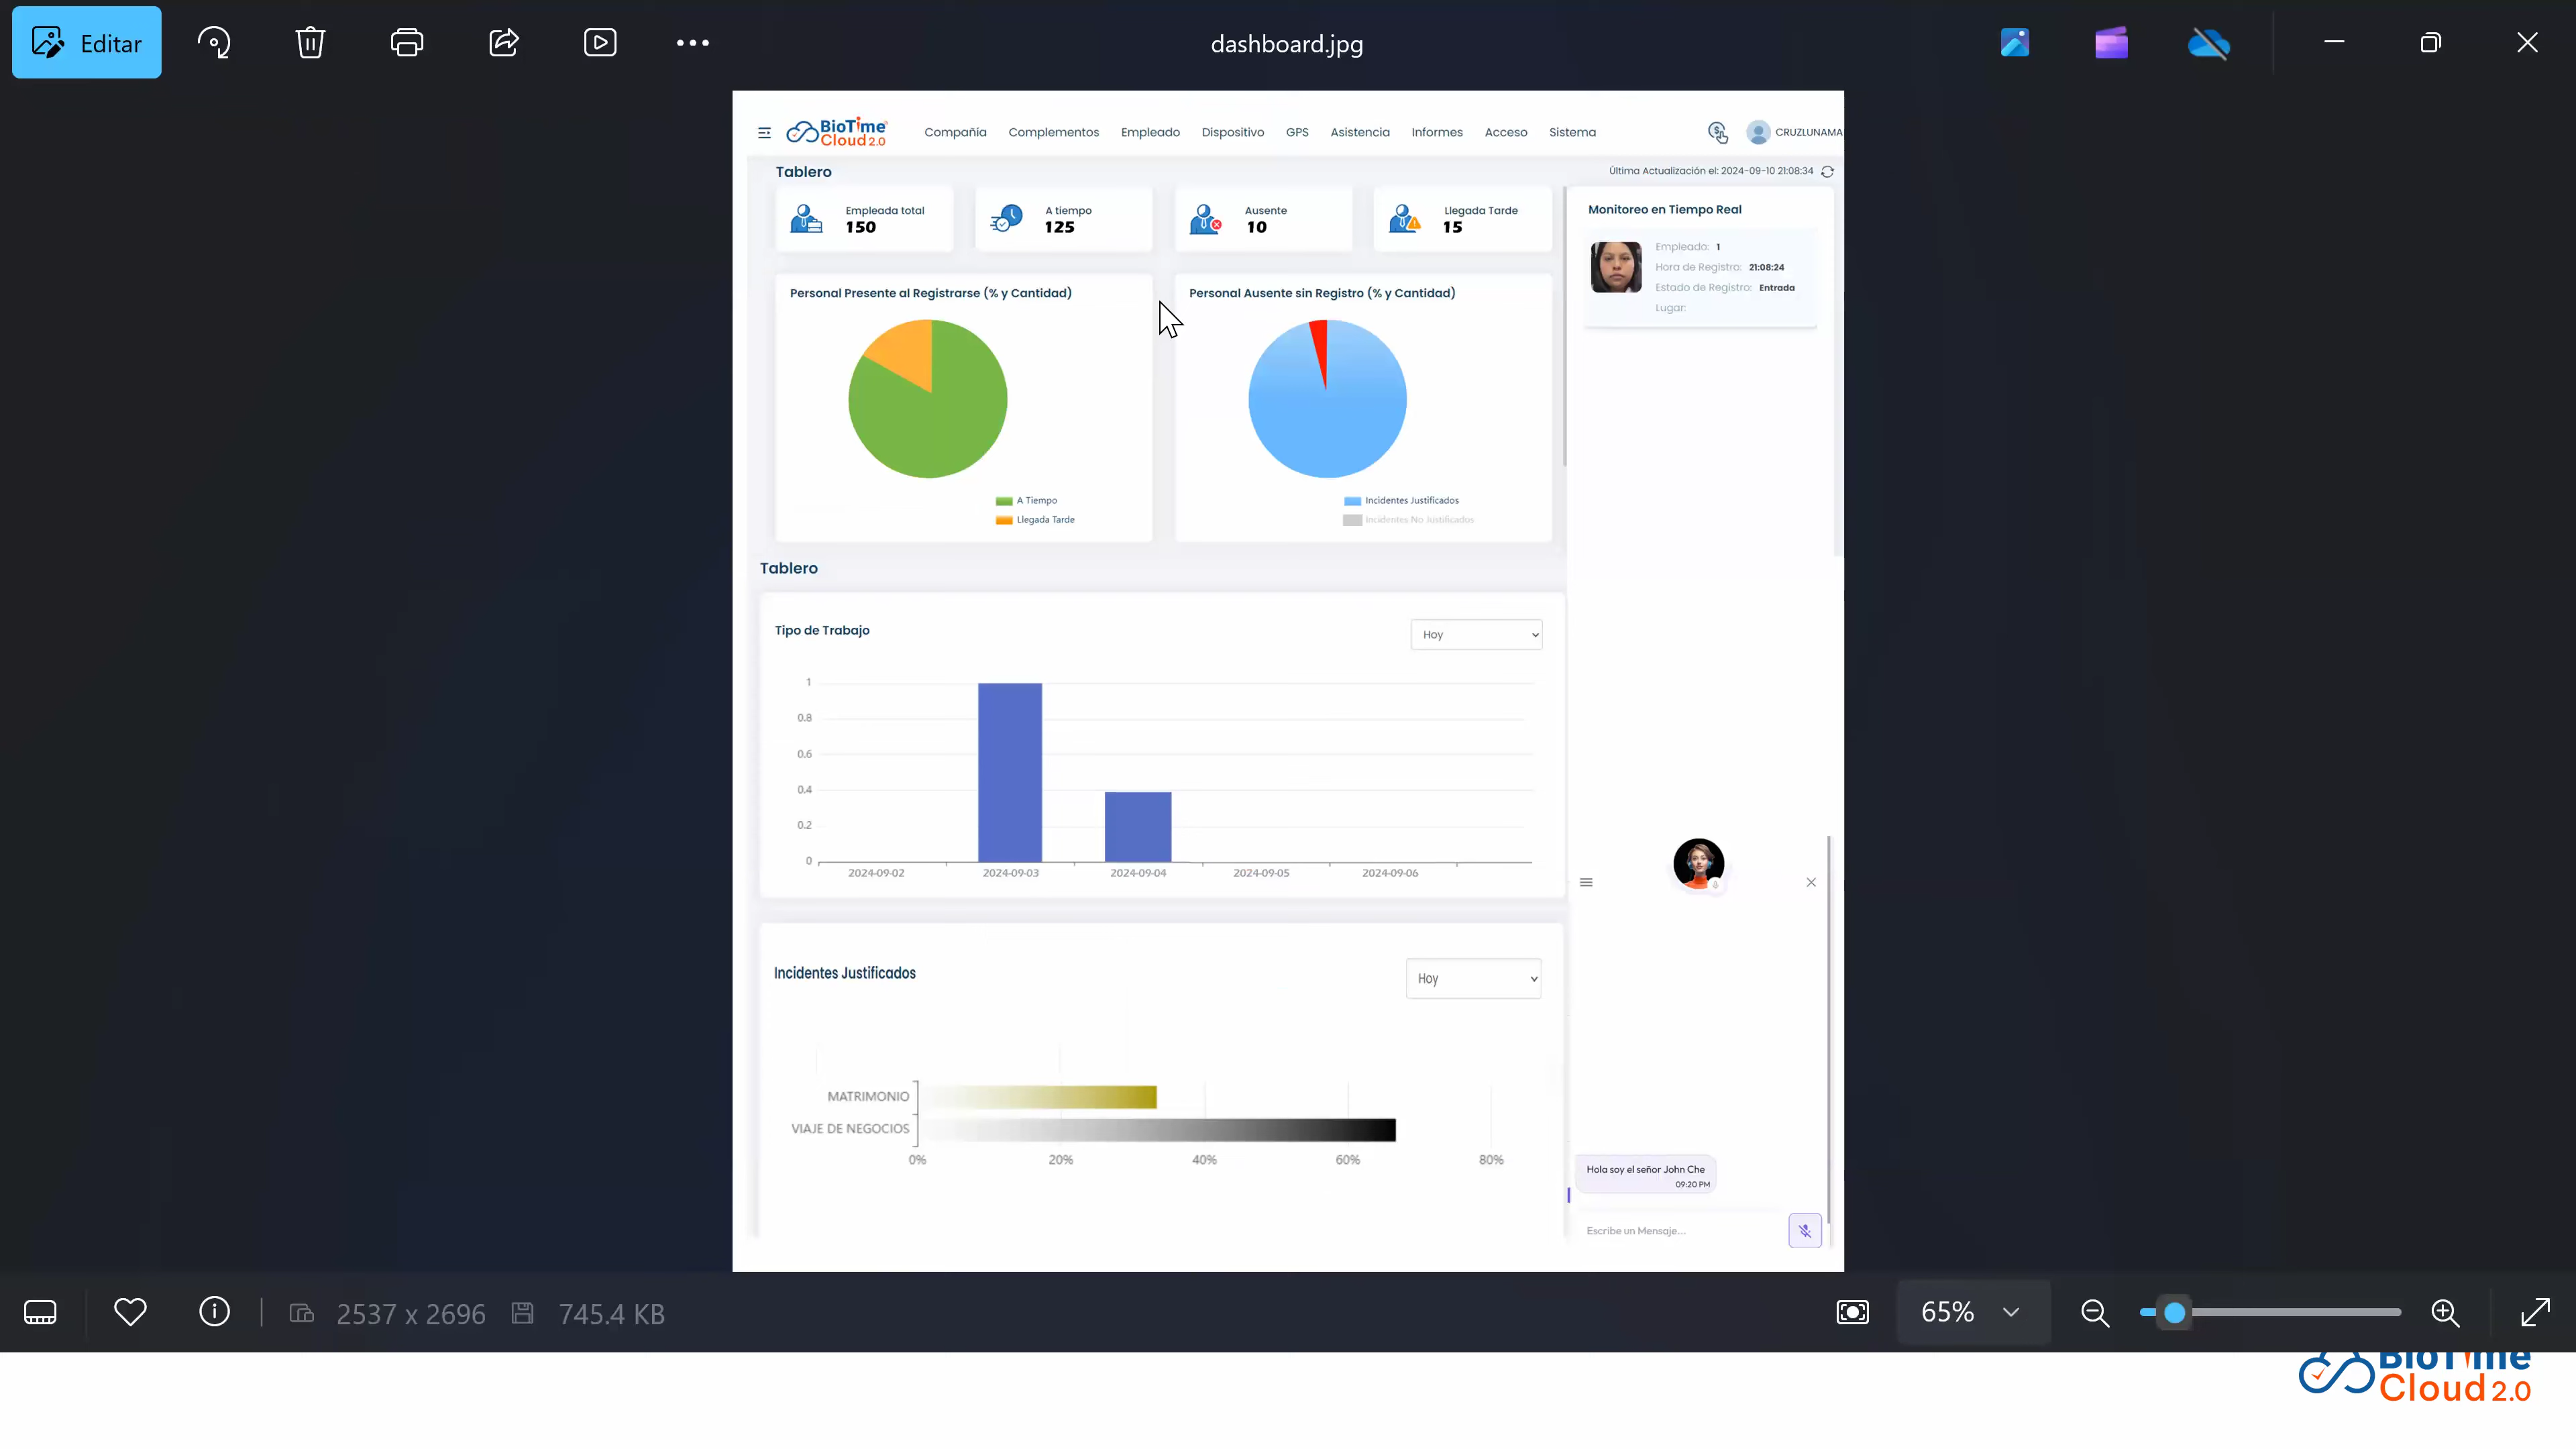 Editar
dashboard.jpg
BioTime
Cloud 2.0
Compañía Complementos Empleado Dispositivo GPS Asistencia Informes Acceso Sistema
CRUZLUNAMA
Tablero
Última Actualización el: 2024-09-10 21:08:34
Empleada total
150
A tiempo
125
Ausente
10
Llegada Tarde
15
Monitoreo en Tiempo Real
Empleada: 1
Hora de Registro: 21:08:24
Estado de Registro: Entrada
Lugar:
Personal Presente al Registrarse (% y Cantidad)
A Tiempo
Llegada Tarde
Personal Ausente sin Registro (% y Cantidad)
Incidentes Justificados
Incidentes No Justificados
Tablero
Tipo de Trabajo
Hoy
1
0.8
0.6
0.4
0.2
0
2024-09-02 2024-09-03 2024-09-04 2024-09-05 2024-09-06
Incidentes Justificados
Hoy
MATRIMONIO
VIAJE DE NEGOCIOS
0% 20% 40% 60% 80%
Hola soy el señor John Che
09:20 PM
Escribe un Mensaje...
2537 x 2696 745.4 KB
65%
BioTime
Cloud 2.0